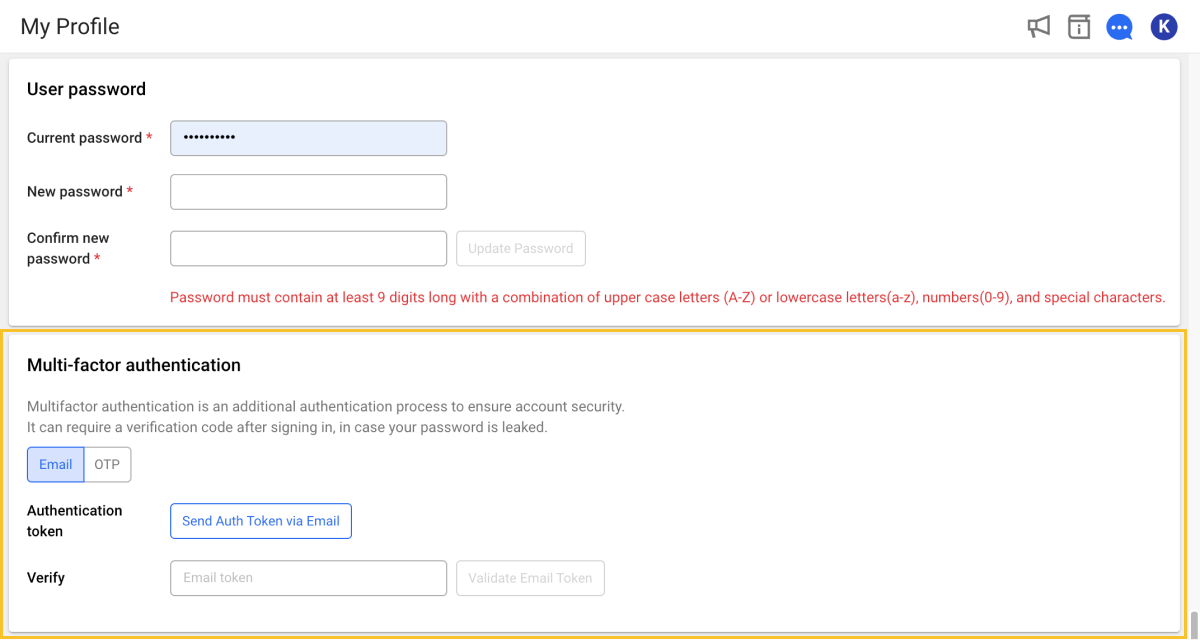 My Profile
K
User password
Current password *
••••••••••
New password *
Confirm new
password *
Update Password
Password must contain at least 9 digits long with a combination of upper case letters (A-Z) or lowercase letters(a-z), numbers(0-9), and special characters.
Multi-factor authentication
Multifactor authentication is an additional authentication process to ensure account security.
It can require a verification code after signing in, in case your password is leaked.
Email OTP
Authentication
token
Send Auth Token via Email
Verify
Email token
Validate Email Token